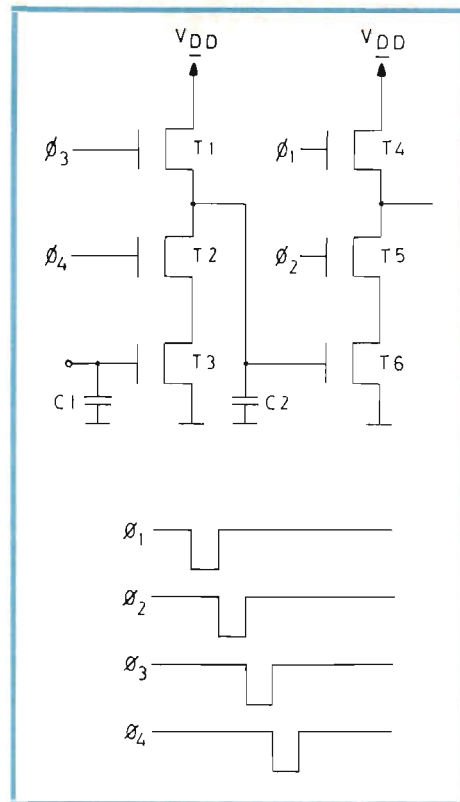 VDD VDD
Ø3 T1 Ø1 T4
Ø4 T2 Ø2 T5
T3 T6
C1 C2
Ø1
Ø2
Ø3
Ø4